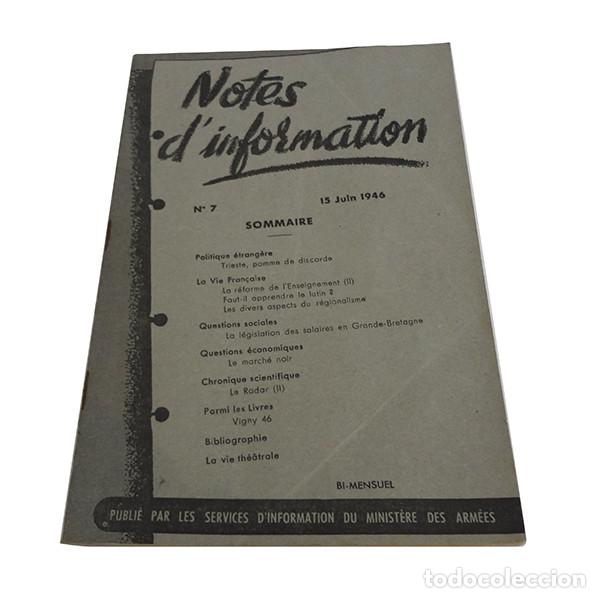 Notes
d'information
N° 7
15 Juin 1946
SOMMAIRE
Politique étrangère
Trieste, pomme de discorde
La Vie Française
La réforme de l'Enseignement (II)
Faut-il apprendre le latin ?
Les divers aspects du régionalisme
Questions sociales
La législation des salaires en Grande-Bretagne
Questions économiques
Le marché noir
Chronique scientifique
Le Radar (II)
Parmi les Livres
Vigny 46
Bibliographie
La vie théâtrale
BI-MENSUEL
PUBLIÉ PAR LES SERVICES D'INFORMATION DU MINISTÈRE DES ARMÉES
todocoleccion
todocoleccion
todocoleccion